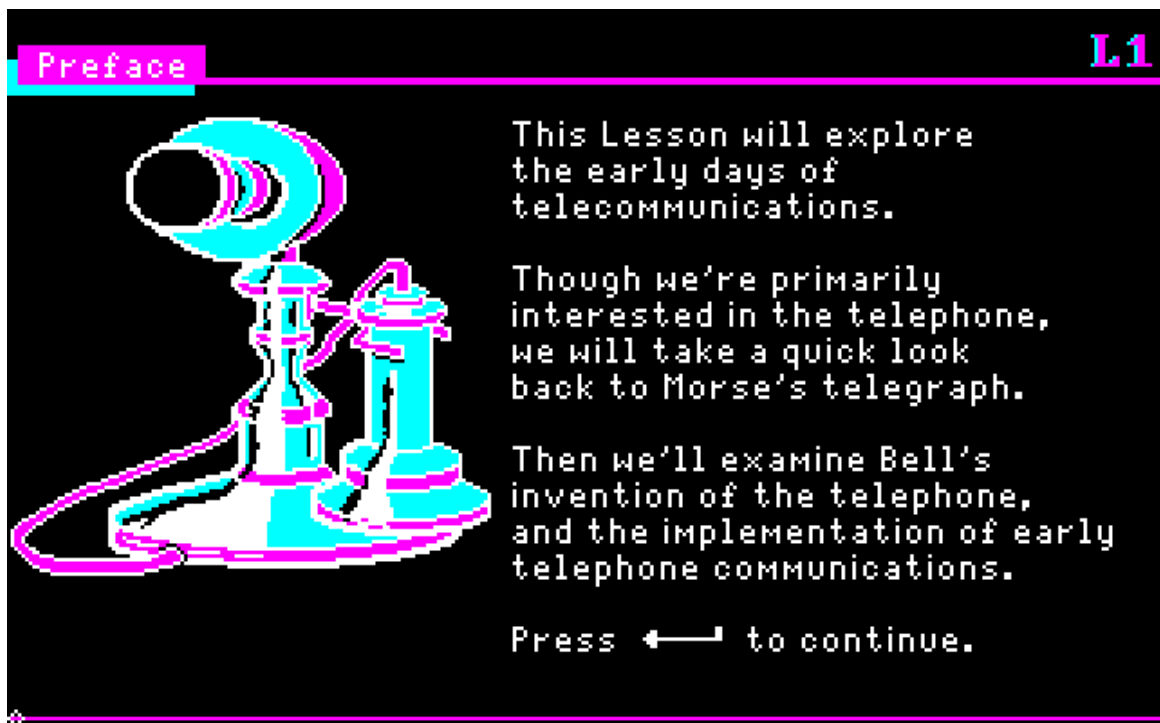 Preface
L1
This Lesson will explore
the early days of
telecommunications.
Though we're primarily
interested in the telephone,
we will take a quick look
back to Morse's telegraph.
Then we'll examine Bell's
invention of the telephone,
and the implementation of early
telephone communications.
Press ← to continue.